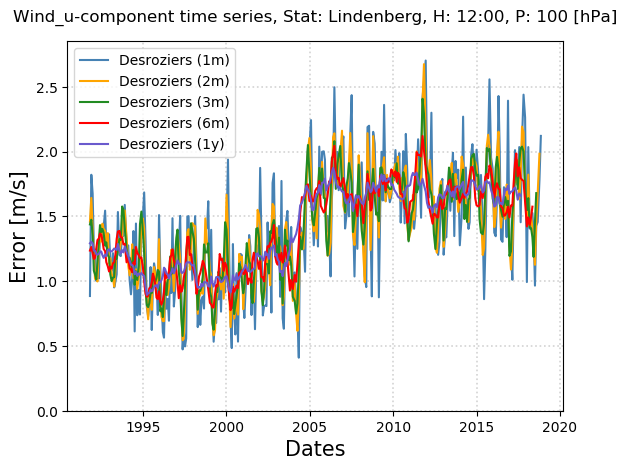 Wind_u-component time series, Stat: Lindenberg, H: 12:00, P: 100 [hPa]
Desroziers (1m)
Desroziers (2m)
Desroziers (3m)
Desroziers (6m)
Desroziers (1y)
Error [m/s]
2.5
2.0
1.5
1.0
0.5
0.0
1995 2000 2005 2010 2015 2020
Dates